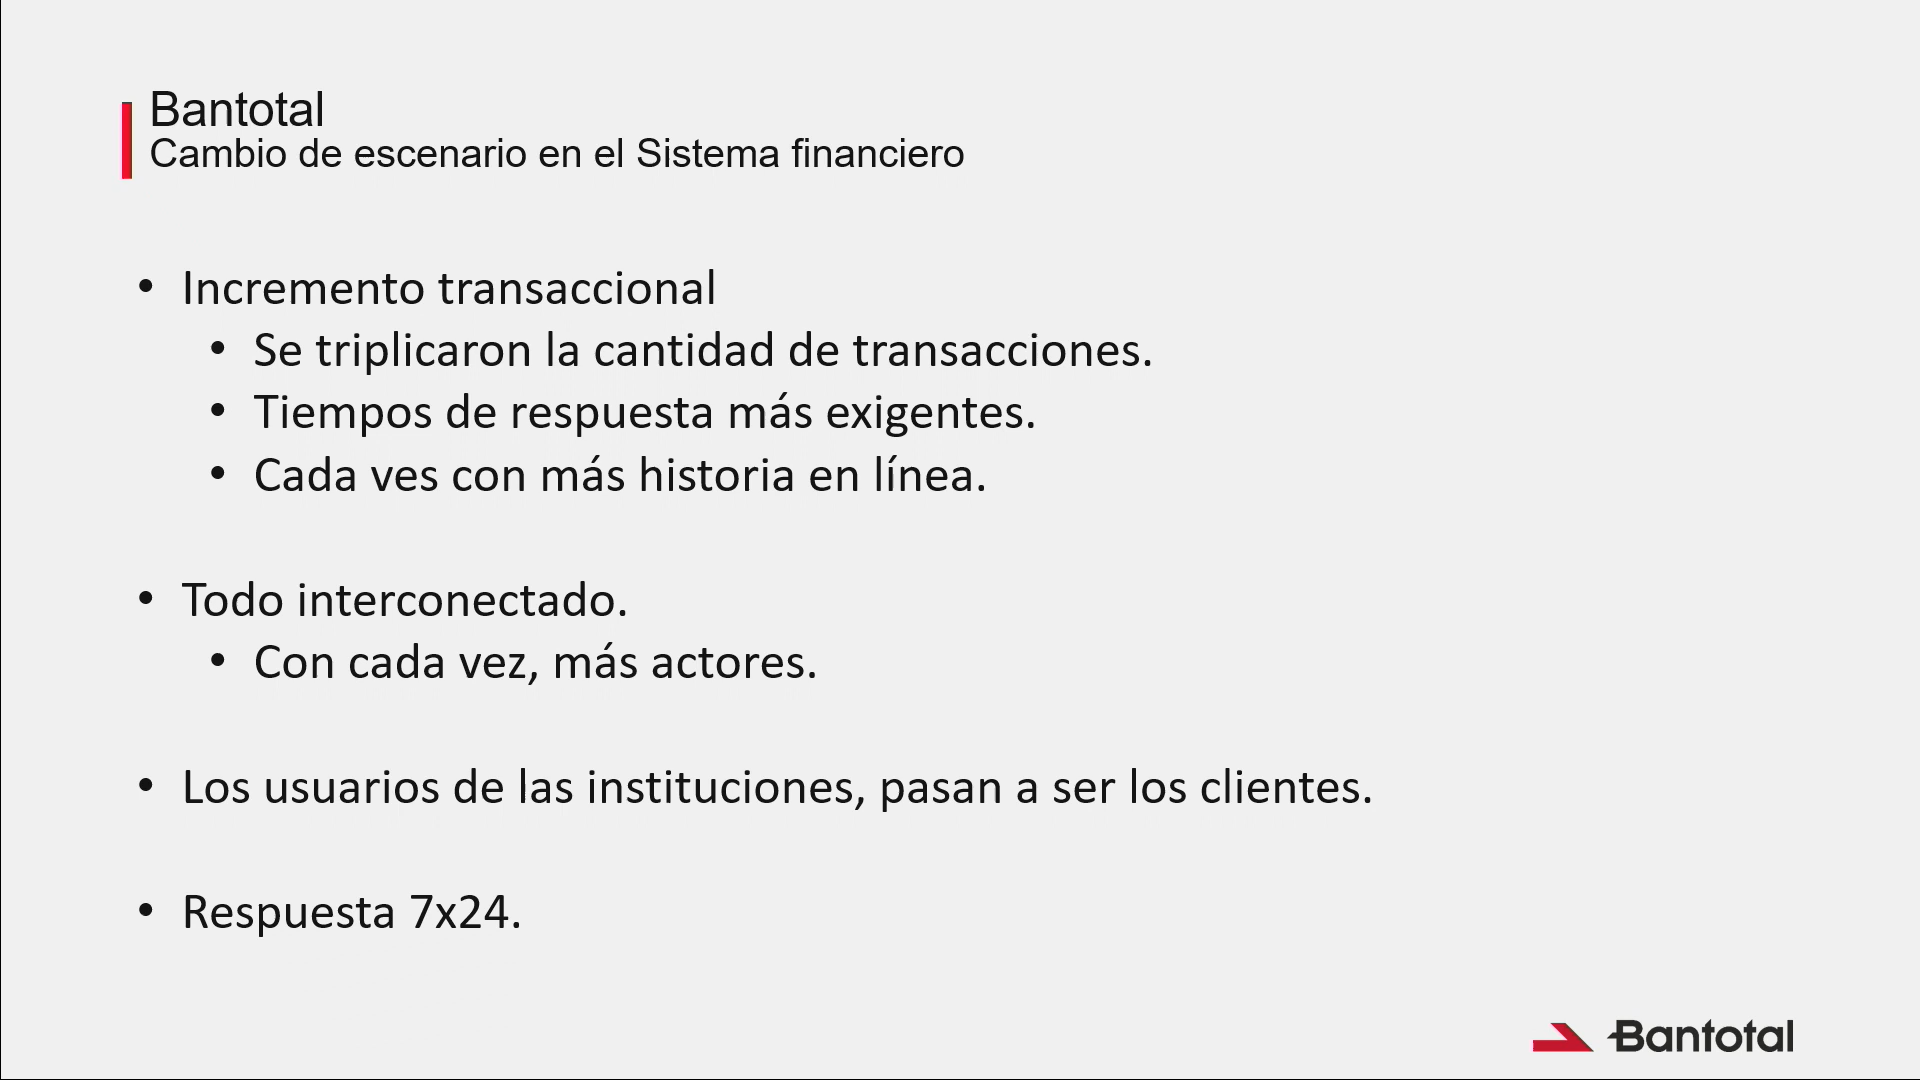 Bantotal
Cambio de escenario en el Sistema financiero
• Incremento transaccional
• Se triplicaron la cantidad de transacciones.
• Tiempos de respuesta más exigentes.
• Cada ves con más historia en línea.
• Todo interconectado.
• Con cada vez, más actores.
• Los usuarios de las instituciones, pasan a ser los clientes.
• Respuesta 7x24.
Bantotal